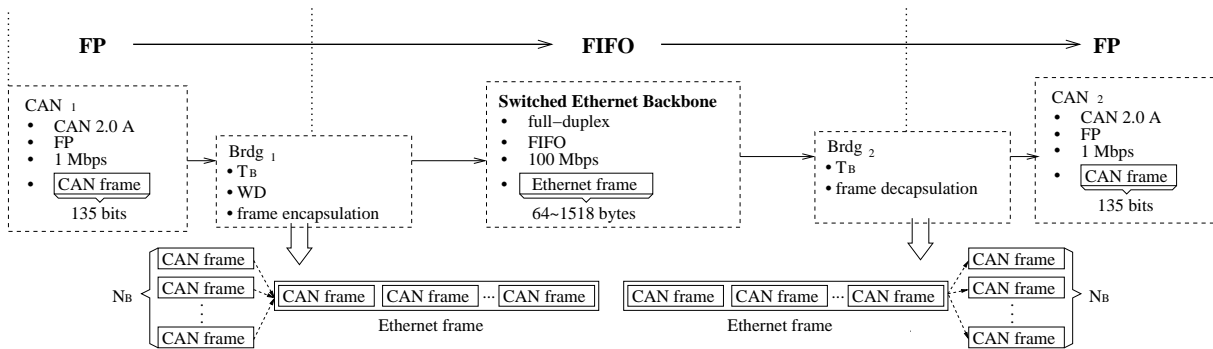 FP
FIFO
FP
CAN 1
• CAN 2.0 A
• FP
• 1 Mbps
• CAN frame
135 bits
Brdg 1
• TB
• WD
• frame encapsulation
Switched Ethernet Backbone
• full−duplex
• FIFO
• 100 Mbps
• Ethernet frame
64~1518 bytes
Brdg 2
• TB
• frame decapsulation
CAN 2
• CAN 2.0 A
• FP
• 1 Mbps
• CAN frame
135 bits
NB
CAN frame
CAN frame
CAN frame
CAN frame CAN frame ... CAN frame
Ethernet frame
CAN frame CAN frame ... CAN frame
Ethernet frame
CAN frame
CAN frame
CAN frame
NB